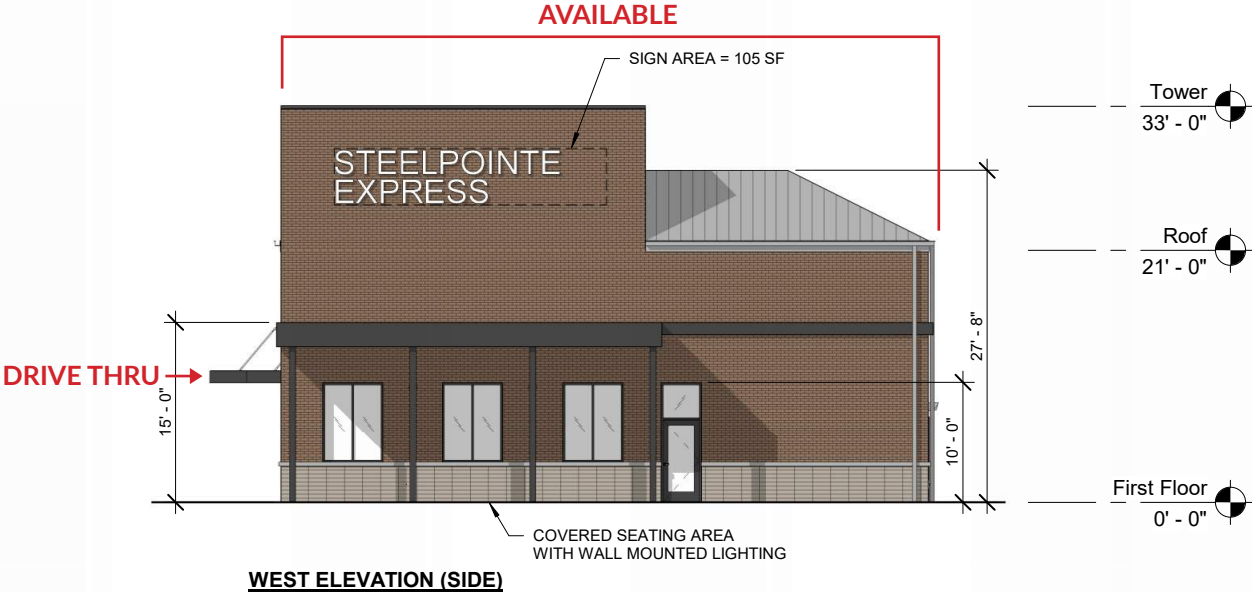 AVAILABLE
SIGN AREA = 105 SF
Tower
33' - 0"
STEELPOINTE
EXPRESS
Roof
21' - 0"
27' - 8"
DRIVE THRU
15' - 0"
10' - 0"
First Floor
0' - 0"
COVERED SEATING AREA
WITH WALL MOUNTED LIGHTING
WEST ELEVATION (SIDE)